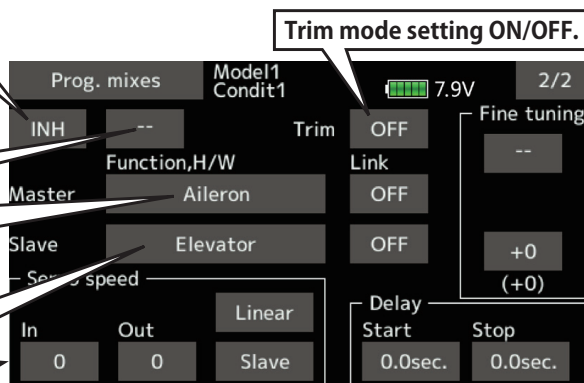 Trim mode setting ON/OFF.
Prog. mixes Model1 7.9V 2/2
Condit1
INH -- Trim OFF Fine tuning
Function,H/W Link --
Master Aileron OFF
Slave Elevator OFF +0
(+0)
Servo speed Delay
Linear
In Out Start Stop
0 0 Slave 0.0sec. 0.0sec.